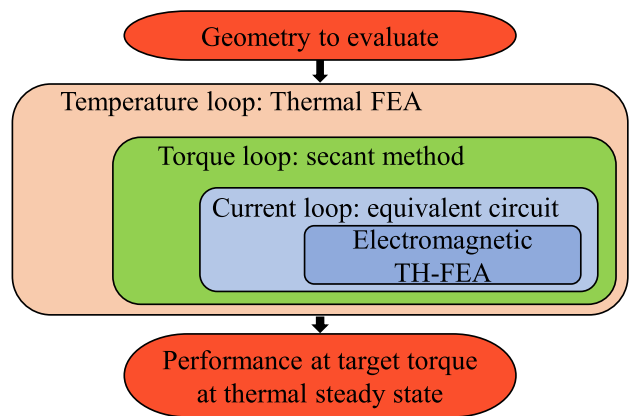 Geometry to evaluate
Temperature loop: Thermal FEA
Torque loop: secant method
Current loop: equivalent circuit
Electromagnetic
TH-FEA
Performance at target torque
at thermal steady state